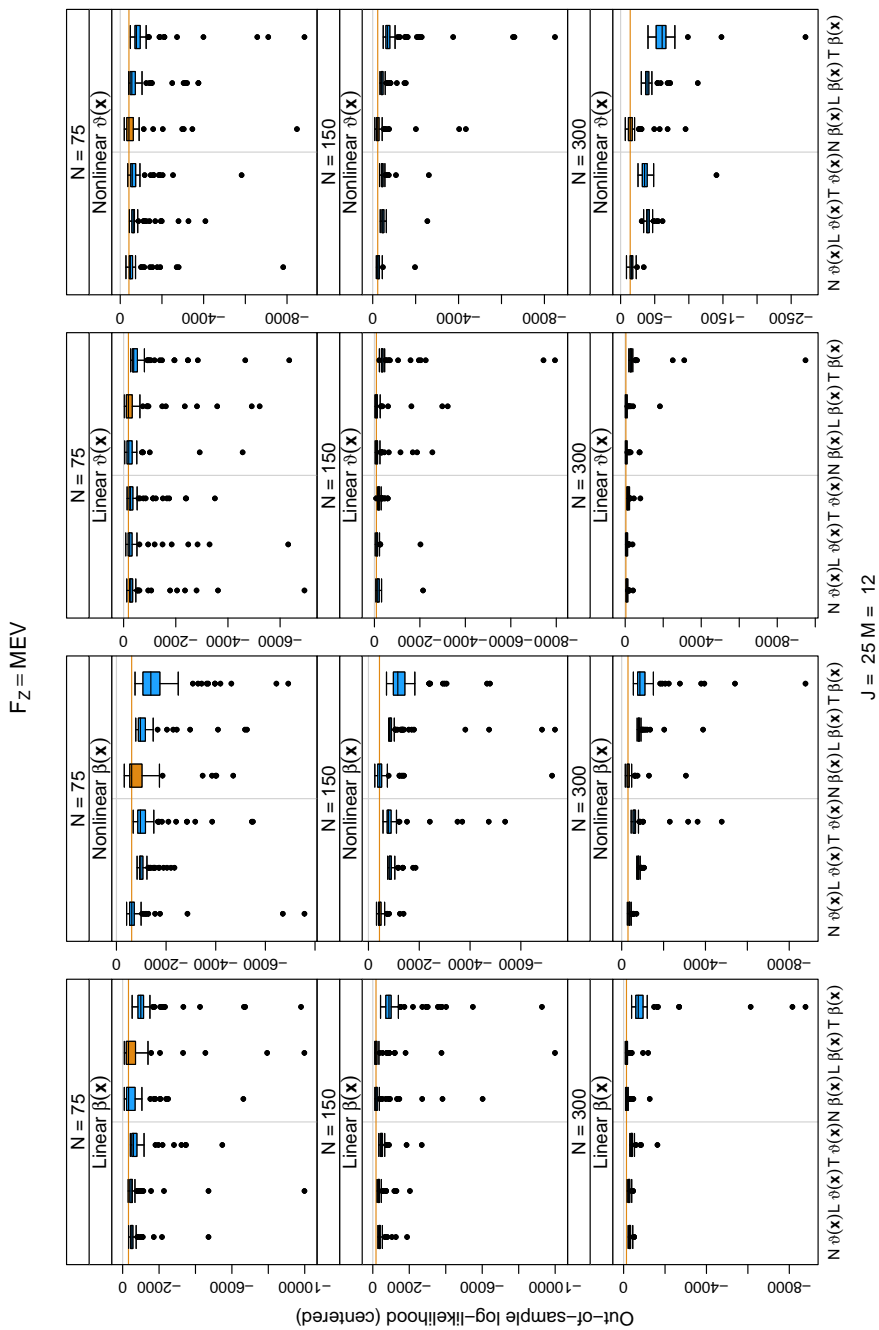 F_Z = MEV
N = 75
Nonlinear ϑ(x)
0
−4000
−8000
N = 150
Nonlinear ϑ(x)
0
−4000
−8000
N = 300
Nonlinear ϑ(x)
0
−500
−1500
−2500
N ϑ(x)
L ϑ(x)
T ϑ(x)
N β(x)
L β(x)
T β(x)
N = 75
Linear ϑ(x)
0
−2000
−4000
−6000
N = 150
Linear ϑ(x)
0
−2000
−4000
−6000
−8000
N = 300
Linear ϑ(x)
0
−4000
−8000
N ϑ(x)
L ϑ(x)
T ϑ(x)
N β(x)
L β(x)
T β(x)
N = 75
Nonlinear β(x)
0
−2000
−6000
N = 150
Nonlinear β(x)
0
−2000
−6000
N = 300
Nonlinear β(x)
0
−4000
−8000
N ϑ(x)
L ϑ(x)
T ϑ(x)
N β(x)
L β(x)
T β(x)
N = 75
Linear β(x)
0
−2000
−6000
−10000
N = 150
Linear β(x)
0
−2000
−6000
−10000
N = 300
Linear β(x)
0
−4000
−8000
N ϑ(x)
L ϑ(x)
T ϑ(x)
N β(x)
L β(x)
T β(x)
Out−of−sample log−likelihood (centered)
J = 25 M = 12